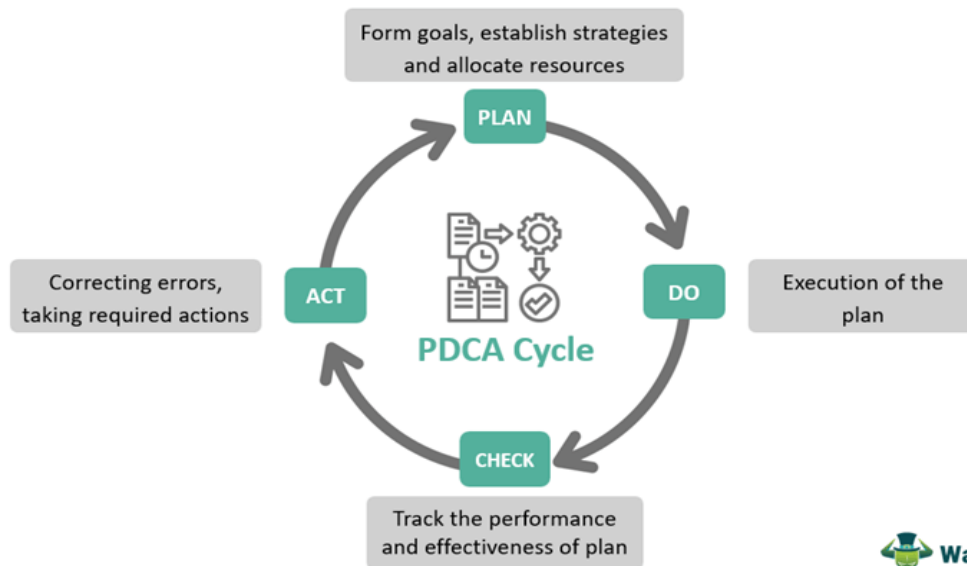 Form goals, establish strategies
and allocate resources
PLAN
Correcting errors,
taking required actions
ACT
DO
Execution of the
plan
PDCA Cycle
CHECK
Track the performance
and effectiveness of plan